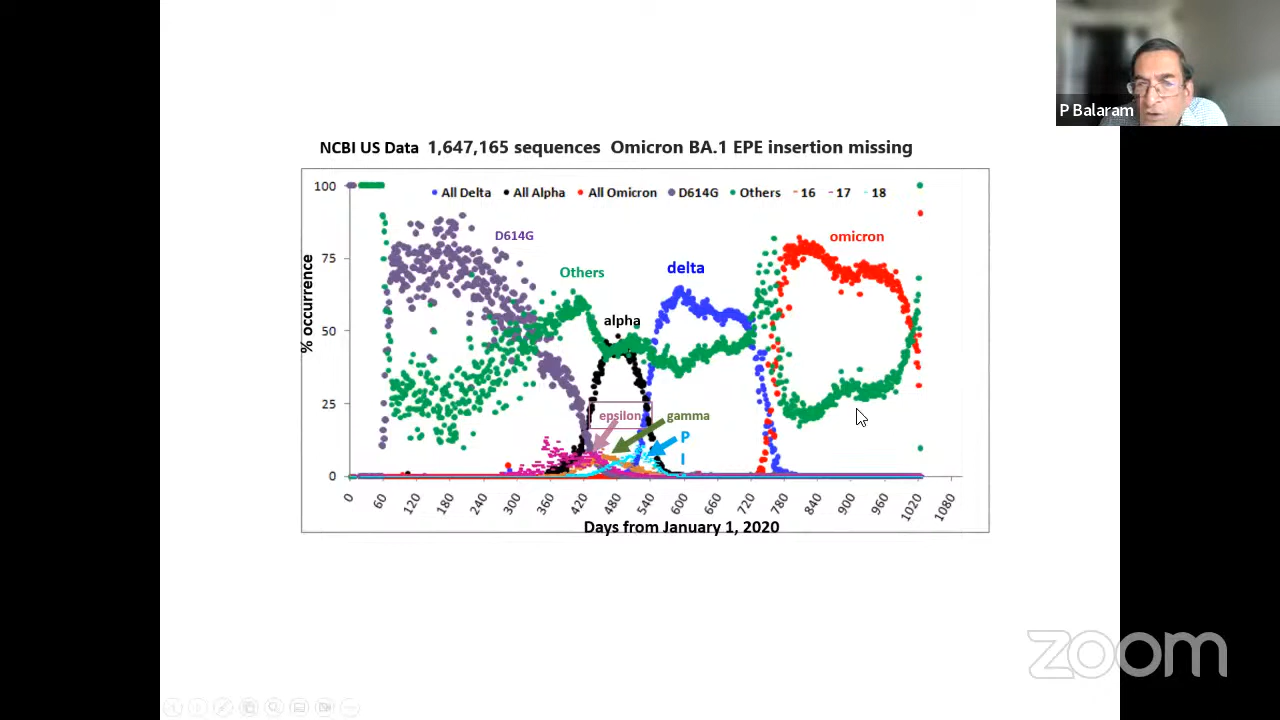 P Balaram
NCBI US Data 1,647,165 sequences Omicron BA.1 EPE insertion missing
All Delta All Alpha All Omicron D614G Others 16 17 18
100
75
50
25
0
% occurrence
D614G
Others
alpha
delta
omicron
epsilon
gamma
P
I
0 60 120 180 240 300 360 420 480 540 600 660 720 780 840 900 960 1020 1080
Days from January 1, 2020
zoom